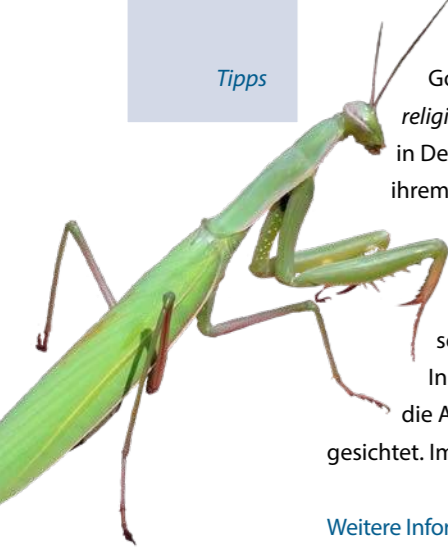 Tipps
Go
religi
in De
ihrem
se
In
die A
gesichtet. Im
Weitere Infor